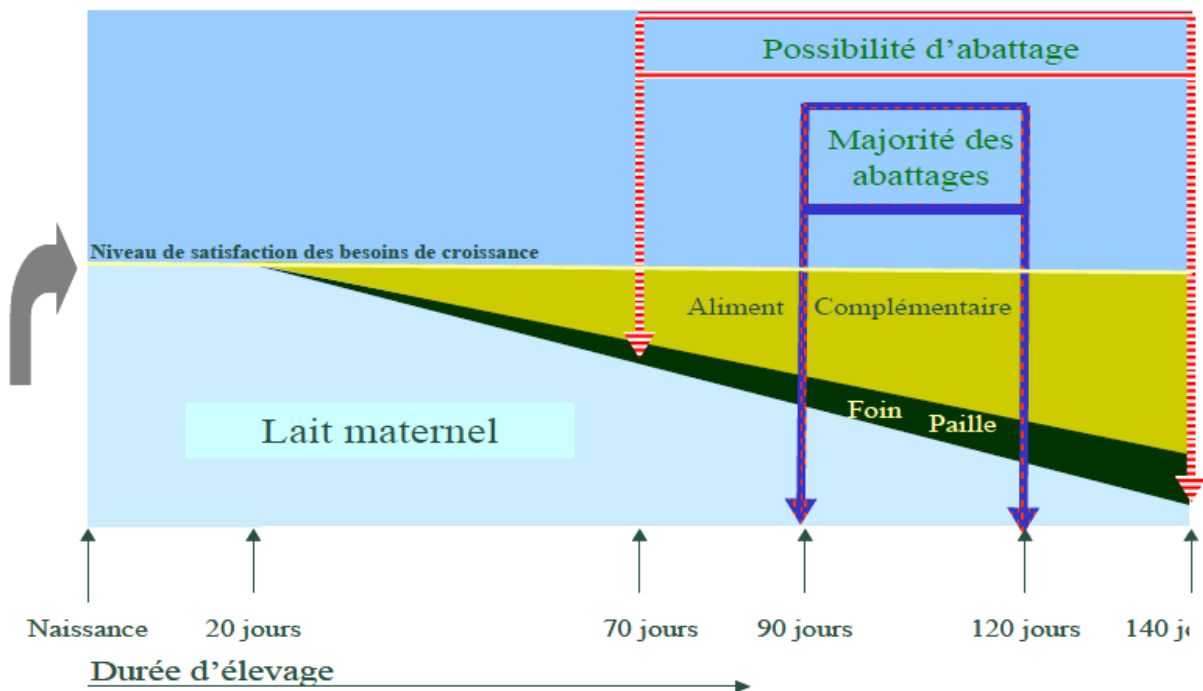 Possibilité d’abattage
Majorité des
abattages
Niveau de satisfaction des besoins de croissance
Aliment Complémentaire
Foin Paille
Lait maternel
Naissance 20 jours 70 jours 90 jours 120 jours 140 j
Durée d’élevage